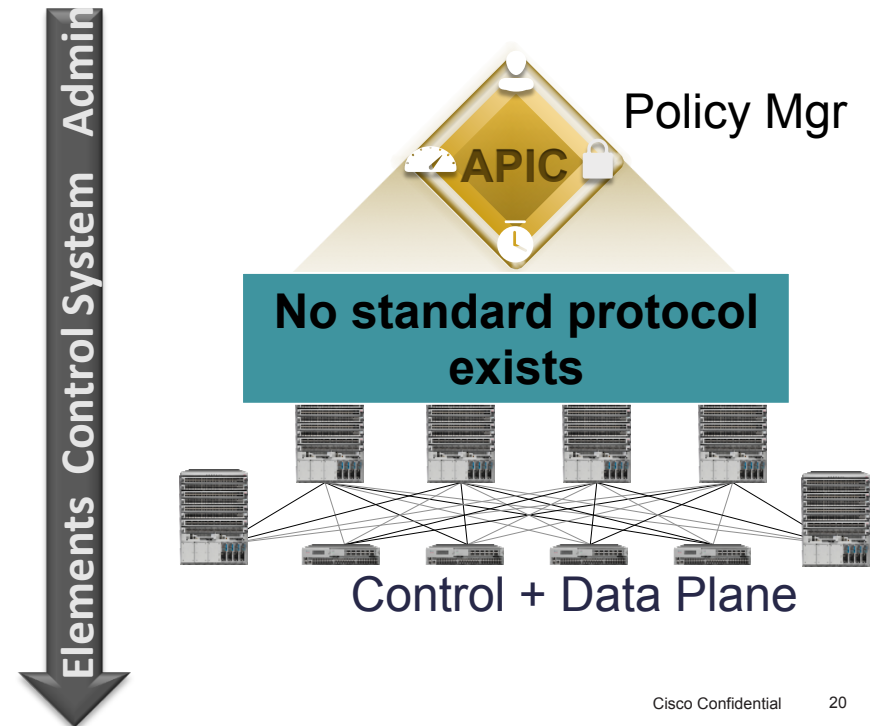 Elements Control System Admin
Policy Mgr
APIC
No standard protocol
exists
Control + Data Plane
Cisco Confidential 20